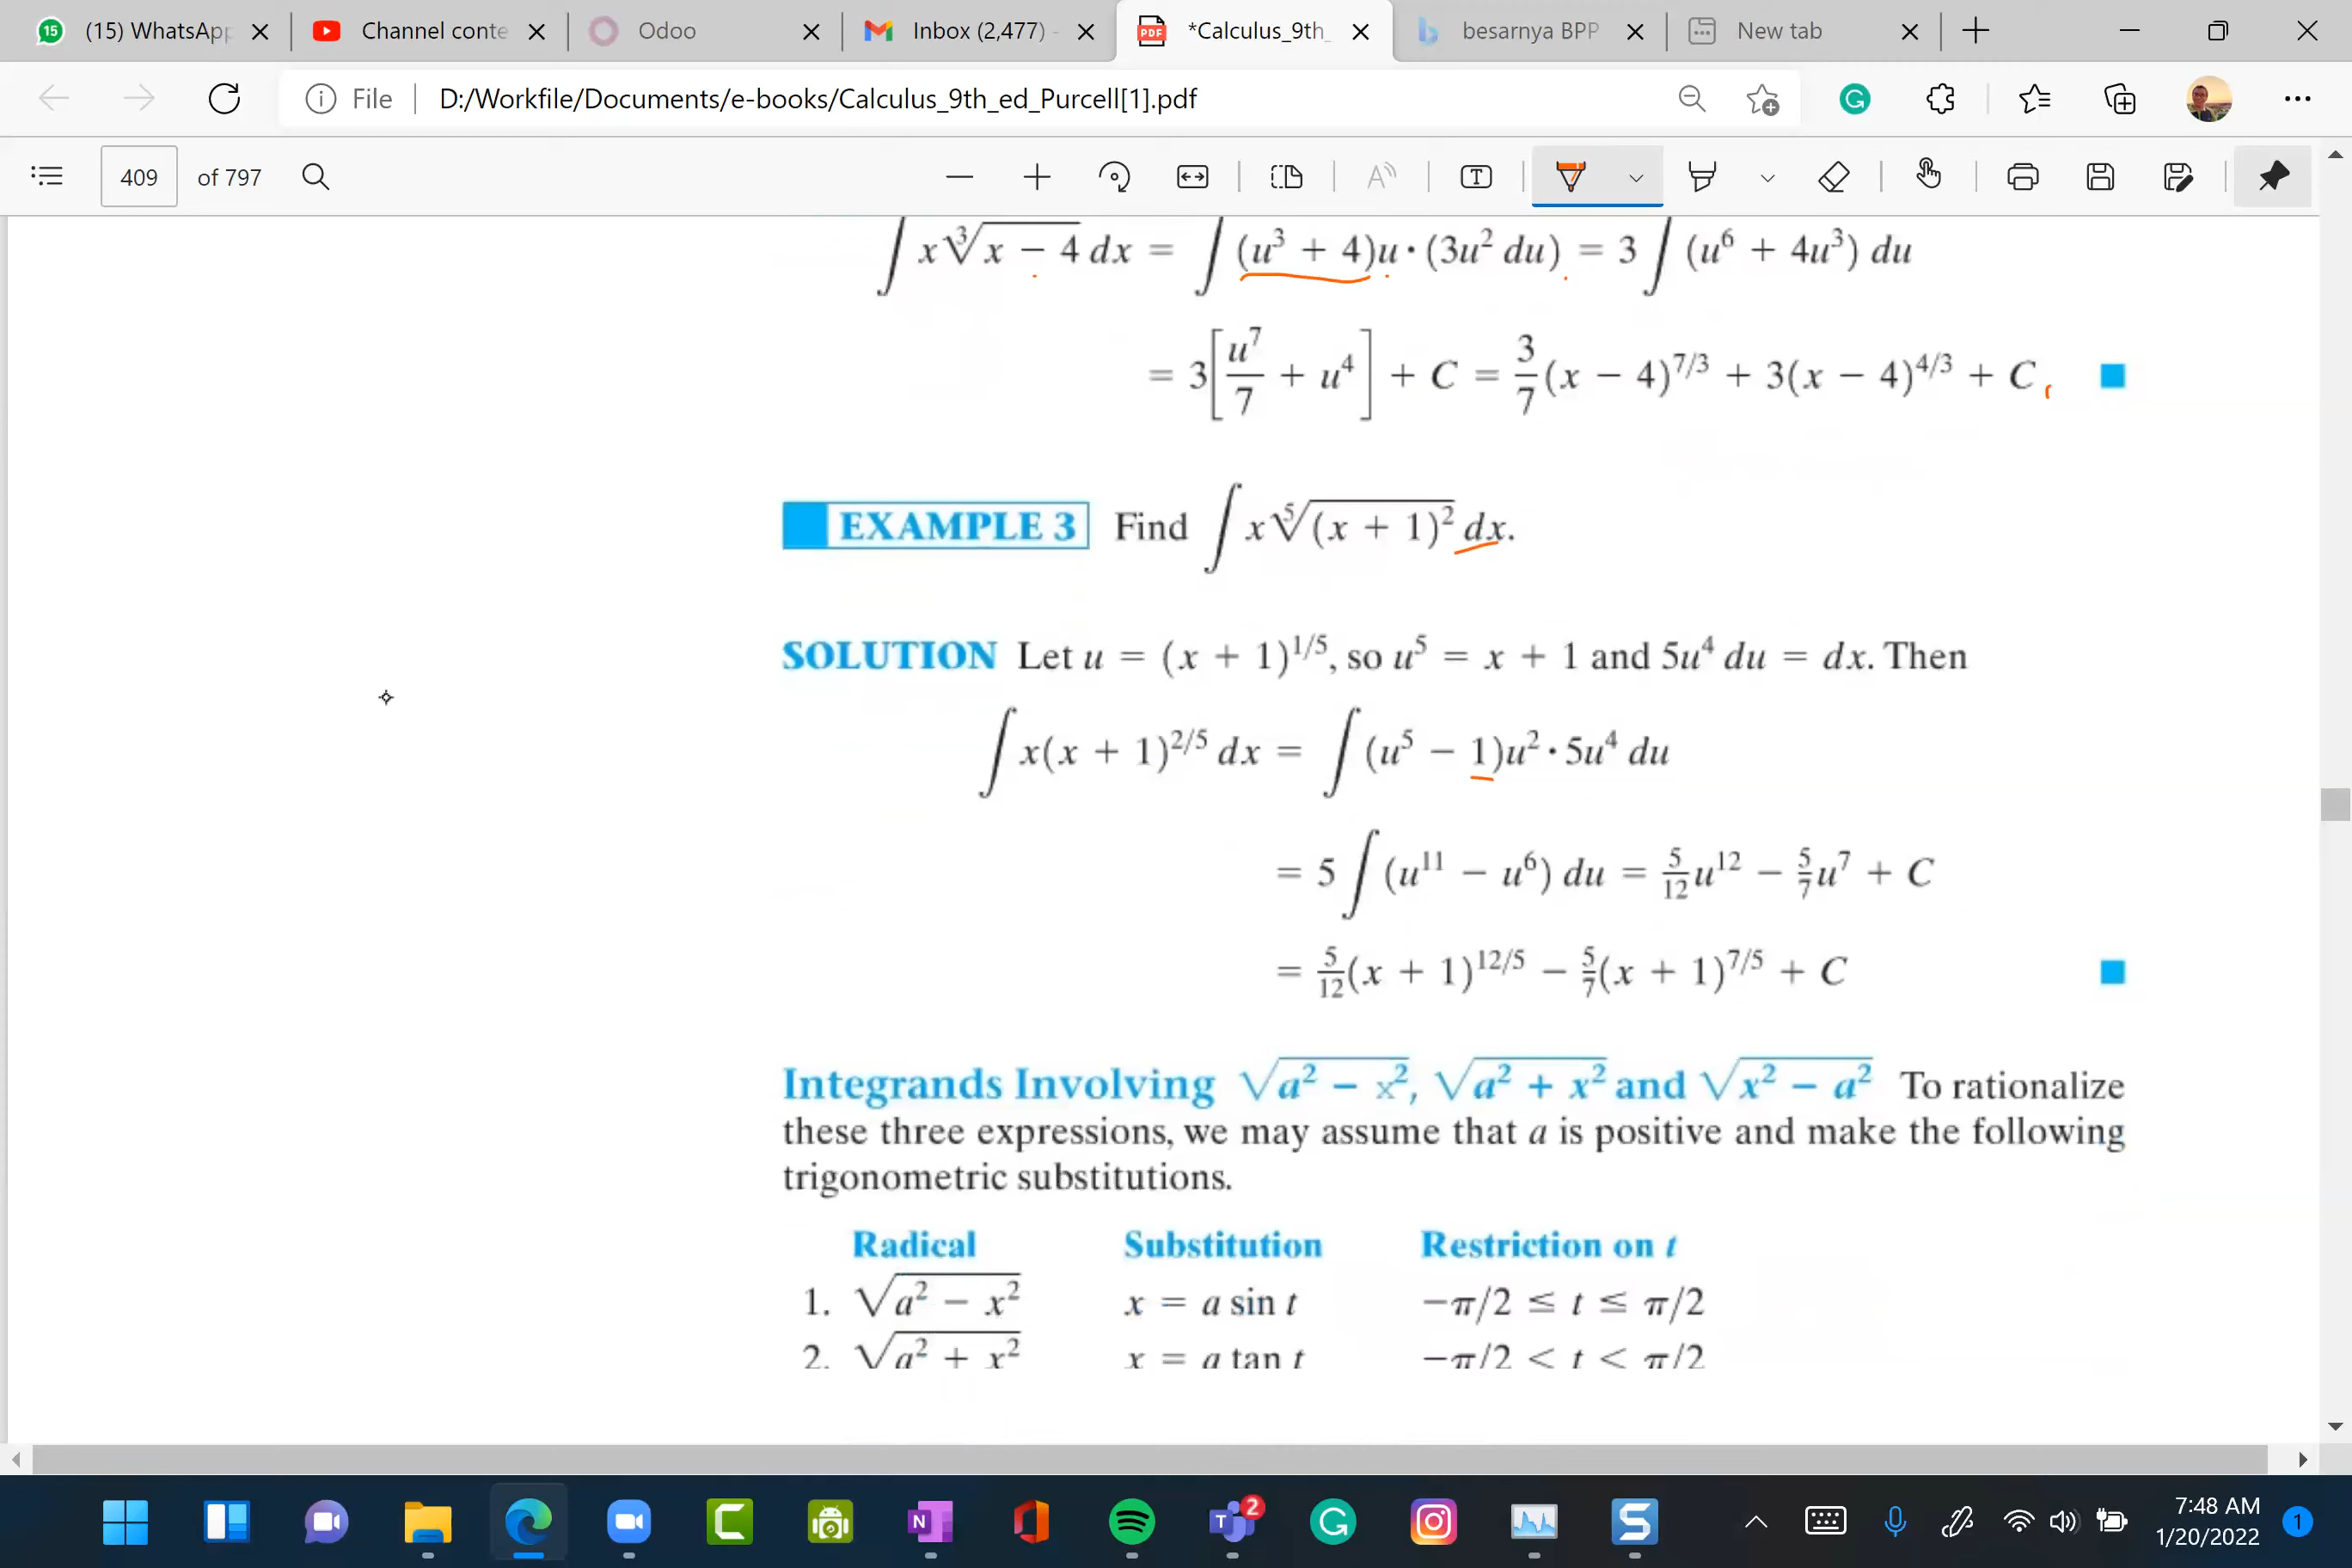 (15) WhatsApp
Channel conte
Odoo
Inbox (2,477) -
*Calculus_9th_
besarnya BPP
New tab
File
D:/Workfile/Documents/e-books/Calculus_9th_ed_Purcell[1].pdf
409 of 797
∫ x∛(x − 4) dx = ∫ (u³ + 4)u · (3u² du) = 3 ∫ (u⁶ + 4u³) du
= 3[u⁷/7 + u⁴] + C = 3/7 (x − 4)^{7/3} + 3(x − 4)^{4/3} + C
EXAMPLE 3 Find ∫ x⁵√((x + 1)²) dx.
SOLUTION Let u = (x + 1)^{1/5}, so u⁵ = x + 1 and 5u⁴ du = dx. Then
∫ x(x + 1)^{2/5} dx = ∫ (u⁵ − 1)u² · 5u⁴ du
= 5 ∫ (u¹¹ − u⁶) du = 5/12 u¹² − 5/7 u⁷ + C
= 5/12 (x + 1)^{12/5} − 5/7 (x + 1)^{7/5} + C
Integrands Involving √(a² − x²), √(a² + x²) and √(x² − a²) To rationalize
these three expressions, we may assume that a is positive and make the following
trigonometric substitutions.
Radical Substitution Restriction on t
1. √(a² − x²) x = a sin t −π/2 ≤ t ≤ π/2
2. √(a² + x²) x = a tan t −π/2 < t < π/2
7:48 AM
1/20/2022